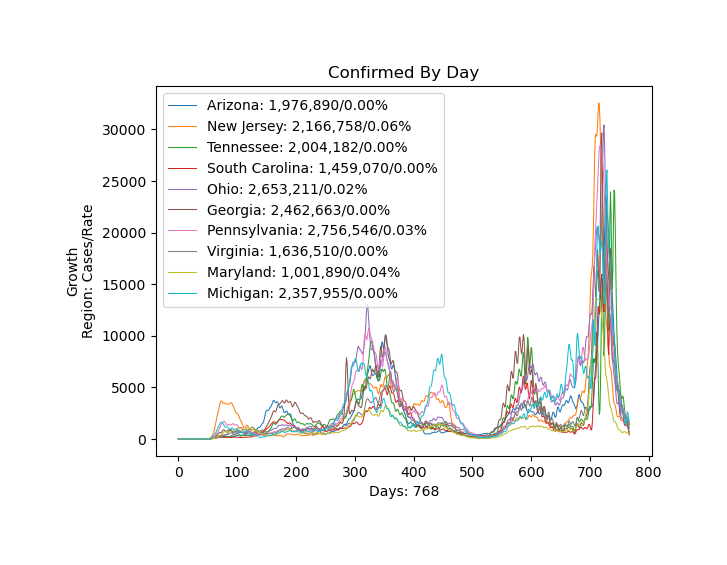 Confirmed By Day
Arizona: 1,976,890/0.00%
New Jersey: 2,166,758/0.06%
Tennessee: 2,004,182/0.00%
South Carolina: 1,459,070/0.00%
Ohio: 2,653,211/0.02%
Georgia: 2,462,663/0.00%
Pennsylvania: 2,756,546/0.03%
Virginia: 1,636,510/0.00%
Maryland: 1,001,890/0.04%
Michigan: 2,357,955/0.00%
30000
25000
20000
15000
10000
5000
0
Growth
Region: Cases/Rate
0 100 200 300 400 500 600 700 800
Days: 768